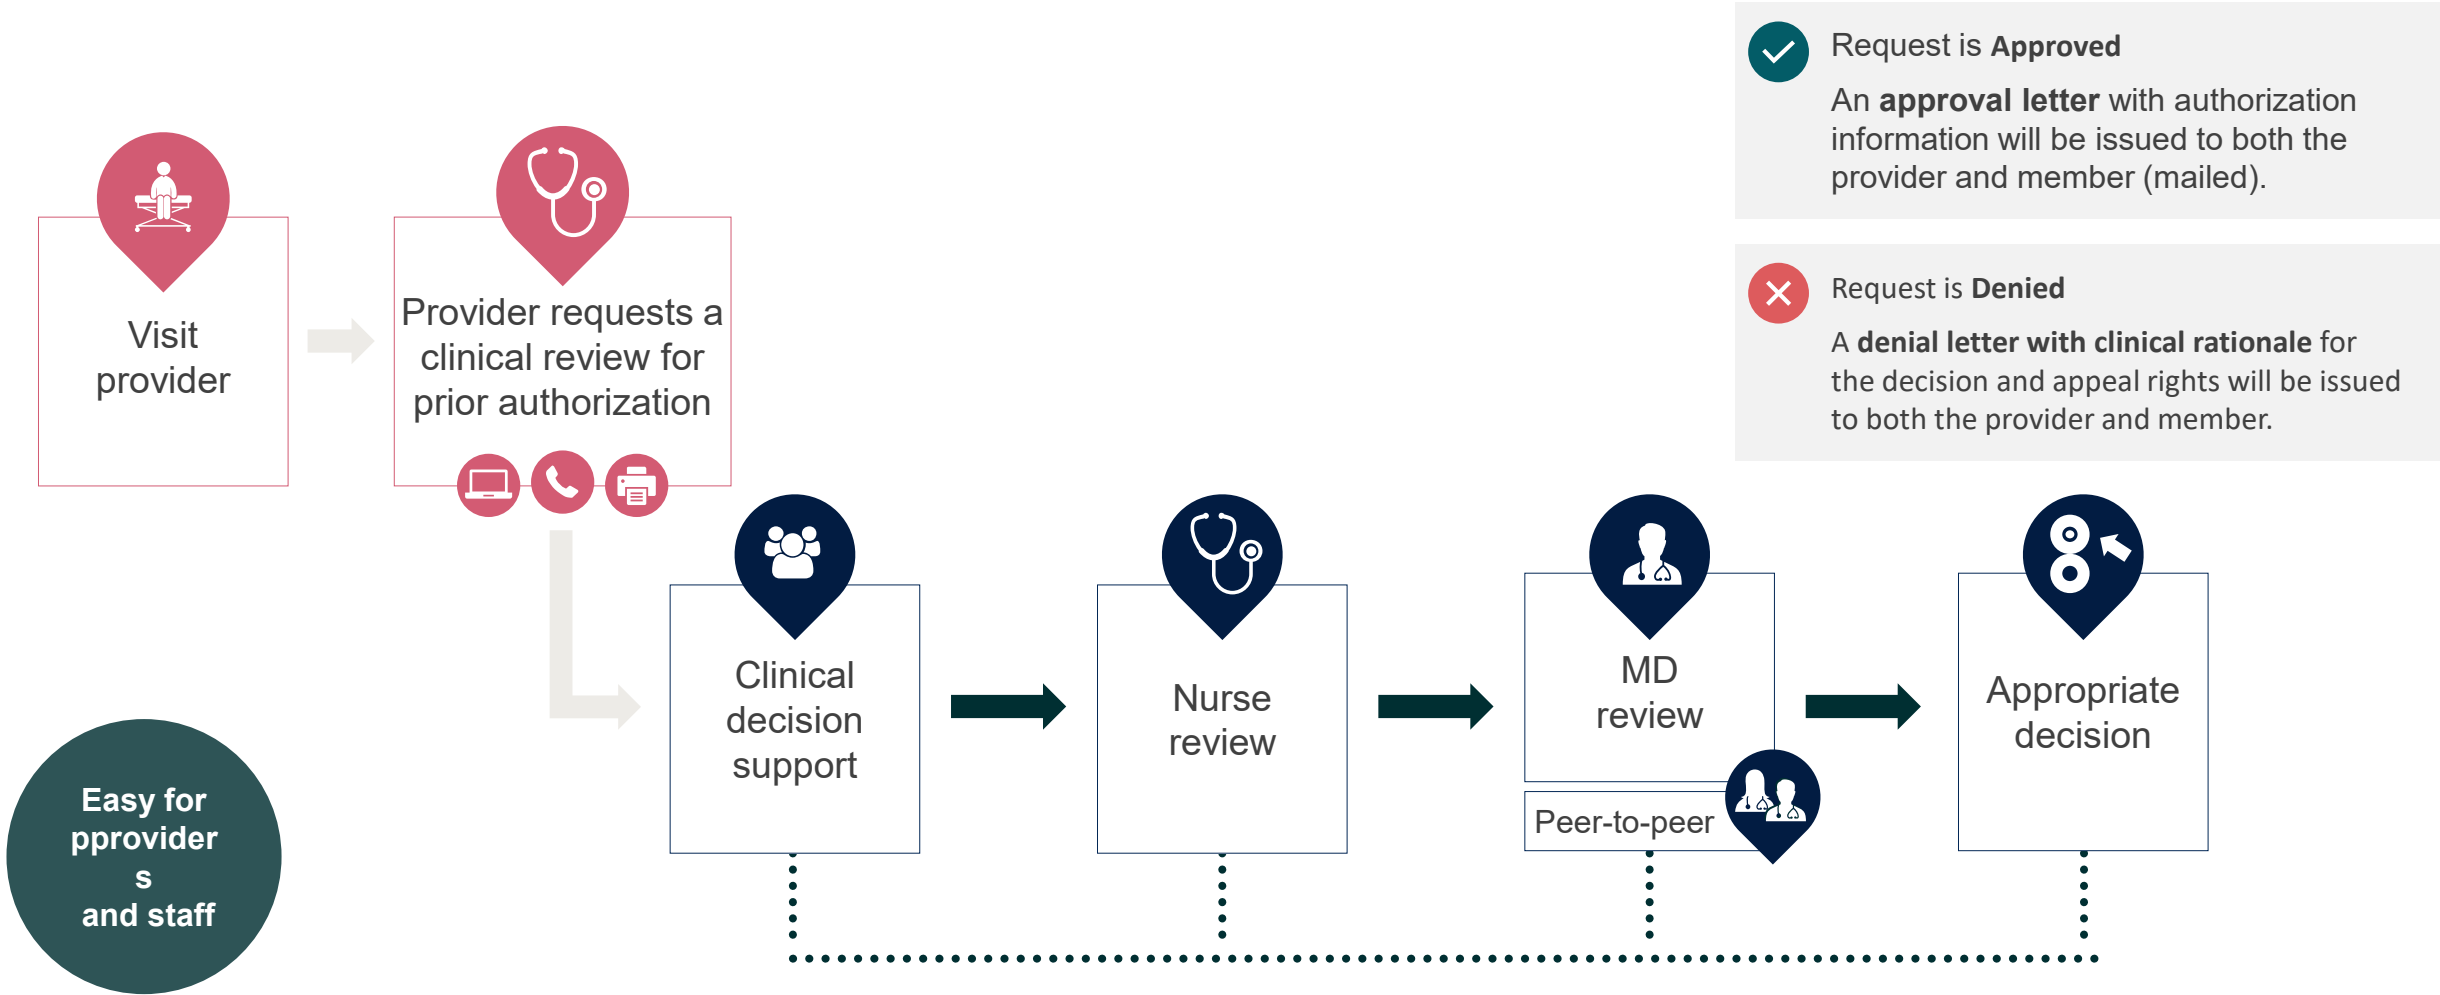 Request is Approved
An approval letter with authorization
information will be issued to both the
provider and member (mailed).
Request is Denied
A denial letter with clinical rationale for
the decision and appeal rights will be issued
to both the provider and member.
Visit
provider
Provider requests a
clinical review for
prior authorization
Clinical
decision
support
Nurse
review
MD
review
Peer-to-peer
Appropriate
decision
Easy for
pprovider
s
and staff